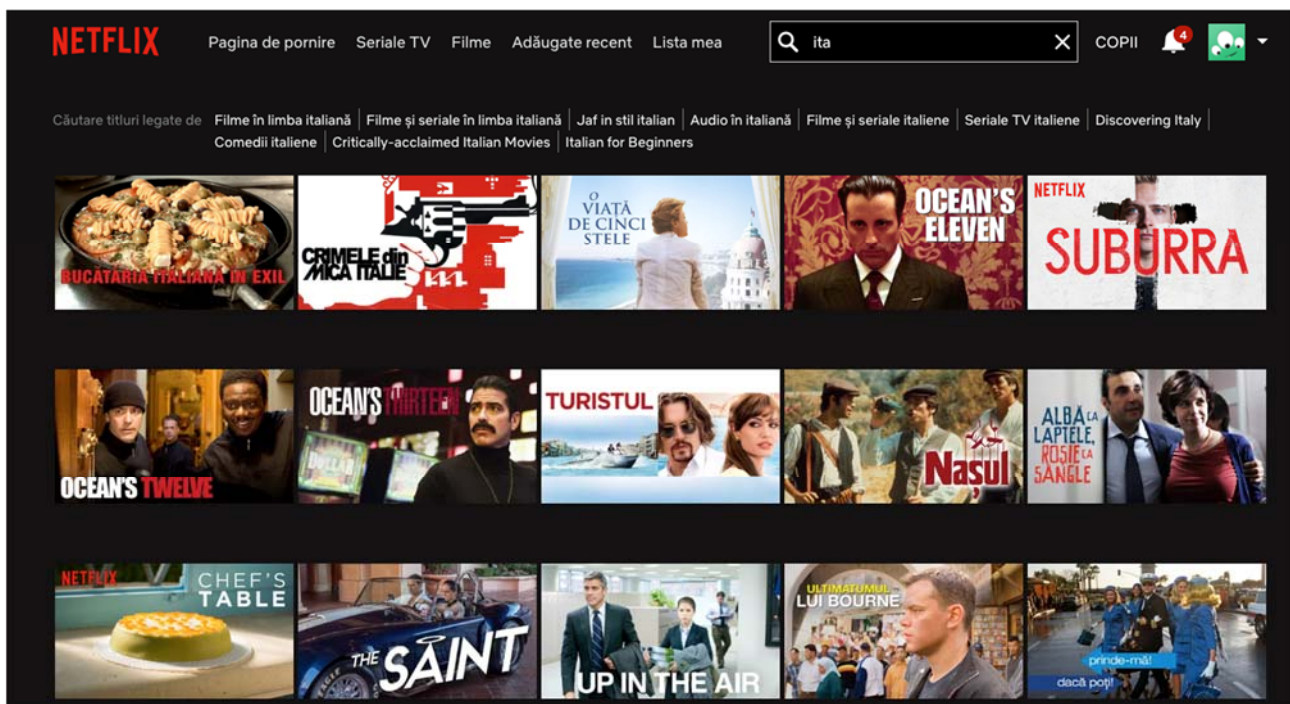 NETFLIX Pagina de pornire Seriale TV Filme Adăugate recent Lista mea ita COPII 4
Căutare titluri legate de Filme în limba italiană Filme și seriale în limba italiană Jaf in stil italian Audio în italiană Filme și seriale italiene Seriale TV italiene Discovering Italy
Comedii italiene Critically-acclaimed Italian Movies Italian for Beginners
BUCĂTĂRIA ITALIANĂ ÎN EXIL
CRIMELE din
MICA ITALIE
O
VIAȚĂ
DE CINCI
STELE
OCEAN'S
ELEVEN
NETFLIX
SUBURRA
OCEAN'S TWELVE
OCEAN'S THIRTEEN
DOLLAR
TURISTUL
Nașul
ALBĂ CA
LAPTELE,
ROȘIE CA
SÂNGELE
NETFLIX
CHEF'S
TABLE
THE SAINT
UP IN THE AIR
ULTIMATUMUL
LUI BOURNE
prinde-mă!
dacă poți!